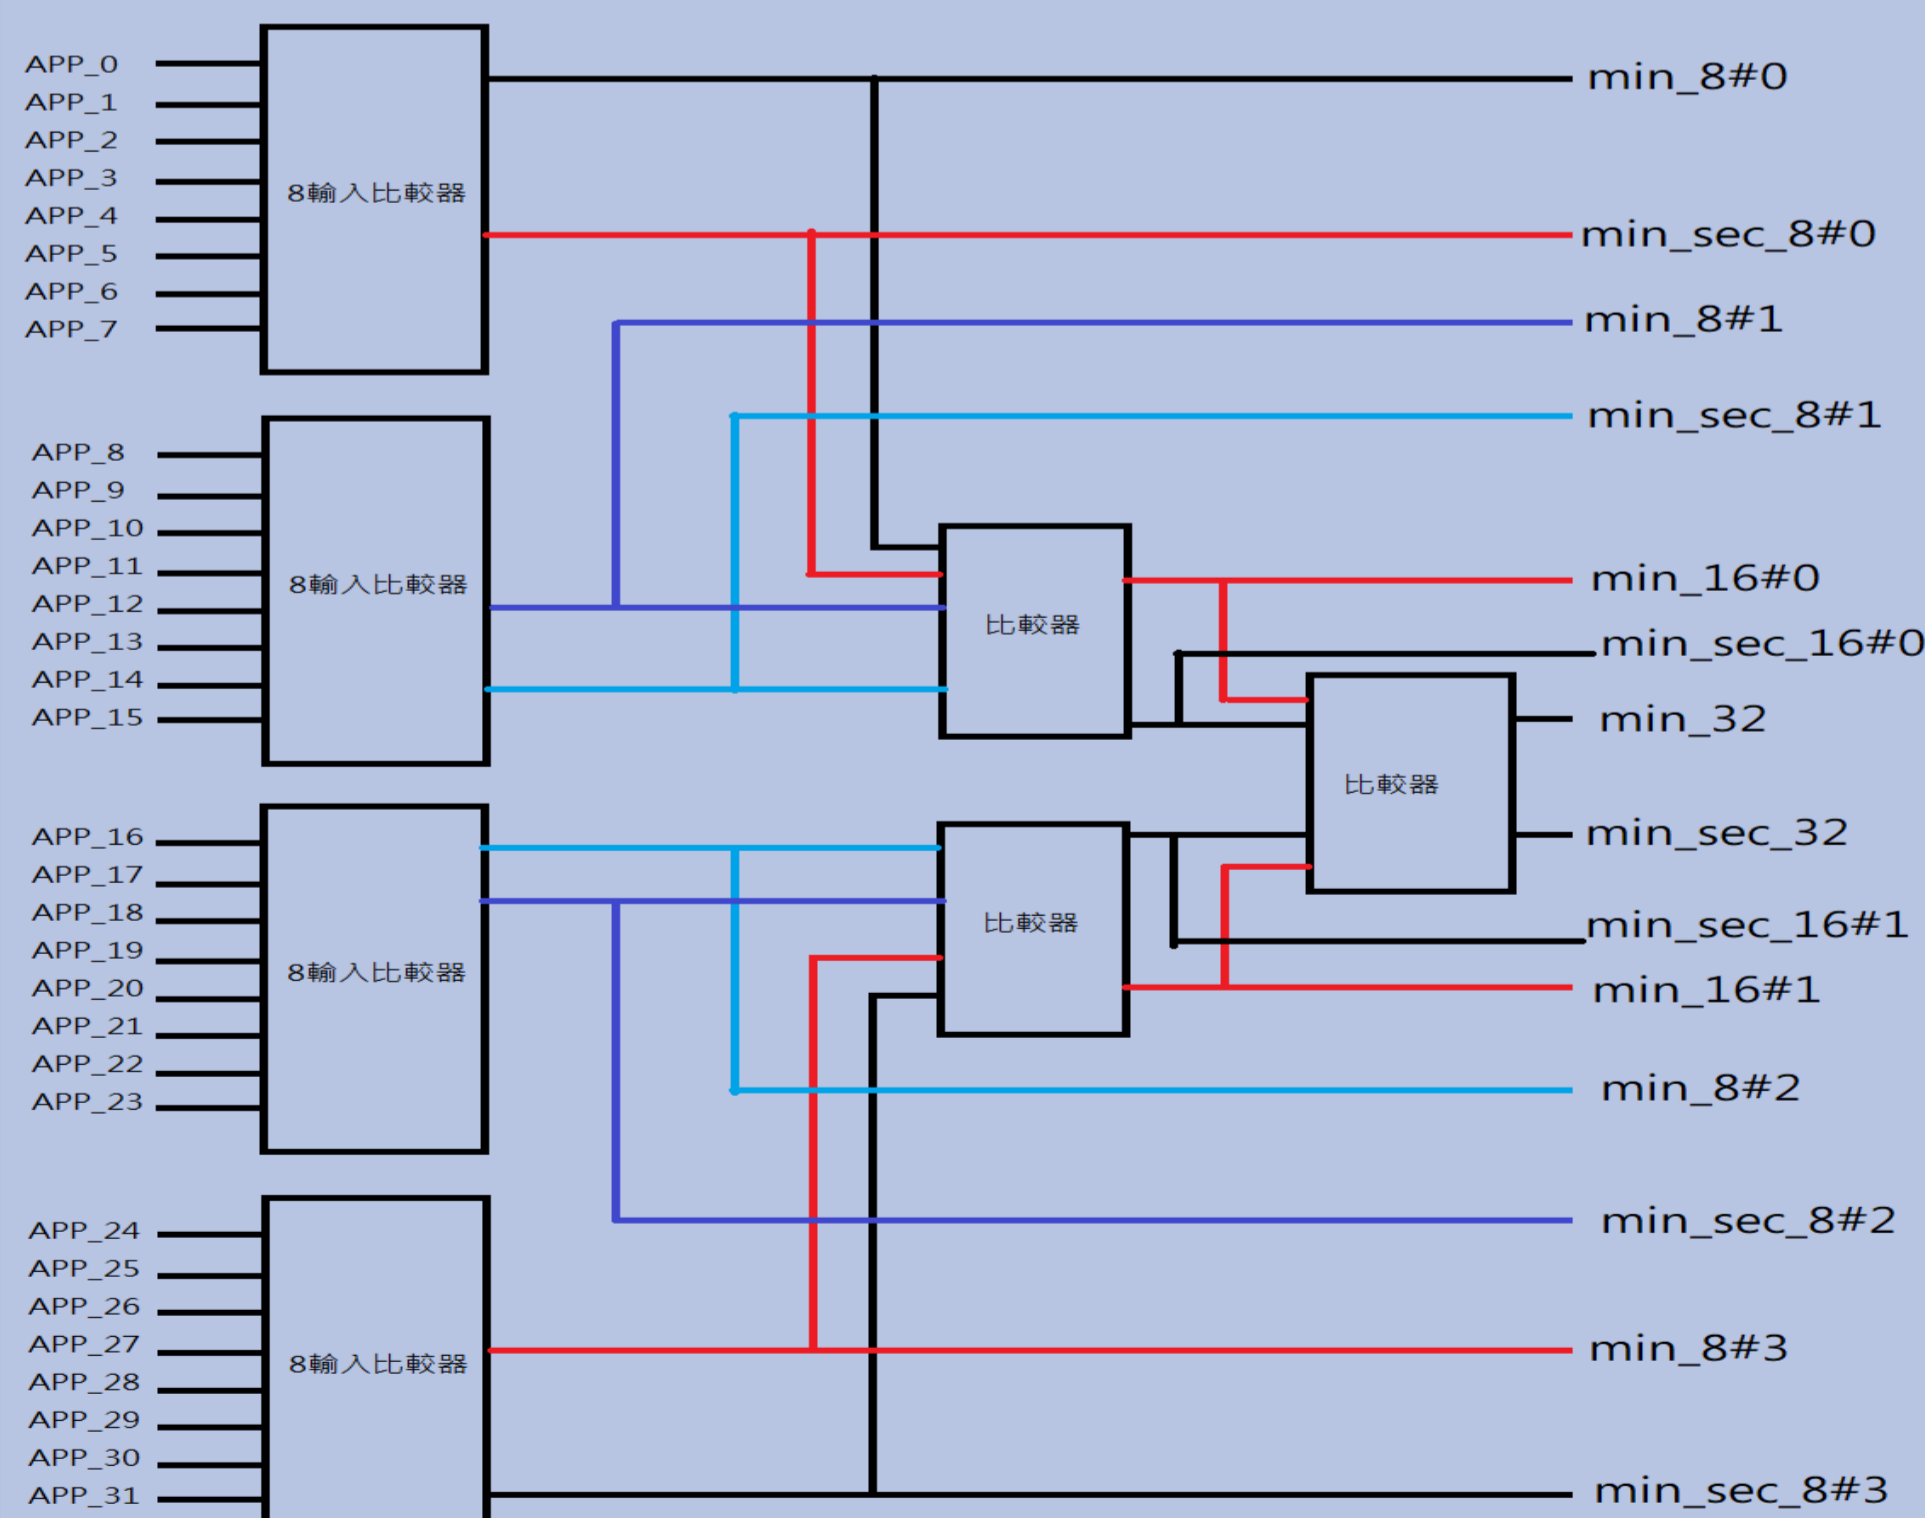 APP_0
APP_1
APP_2
APP_3
APP_4
APP_5
APP_6
APP_7
8輸入比較器
APP_8
APP_9
APP_10
APP_11
APP_12
APP_13
APP_14
APP_15
8輸入比較器
APP_16
APP_17
APP_18
APP_19
APP_20
APP_21
APP_22
APP_23
8輸入比較器
APP_24
APP_25
APP_26
APP_27
APP_28
APP_29
APP_30
APP_31
8輸入比較器
比較器
比較器
比較器
min_8#0
min_sec_8#0
min_8#1
min_sec_8#1
min_16#0
min_sec_16#0
min_32
min_sec_32
min_sec_16#1
min_16#1
min_8#2
min_sec_8#2
min_8#3
min_sec_8#3